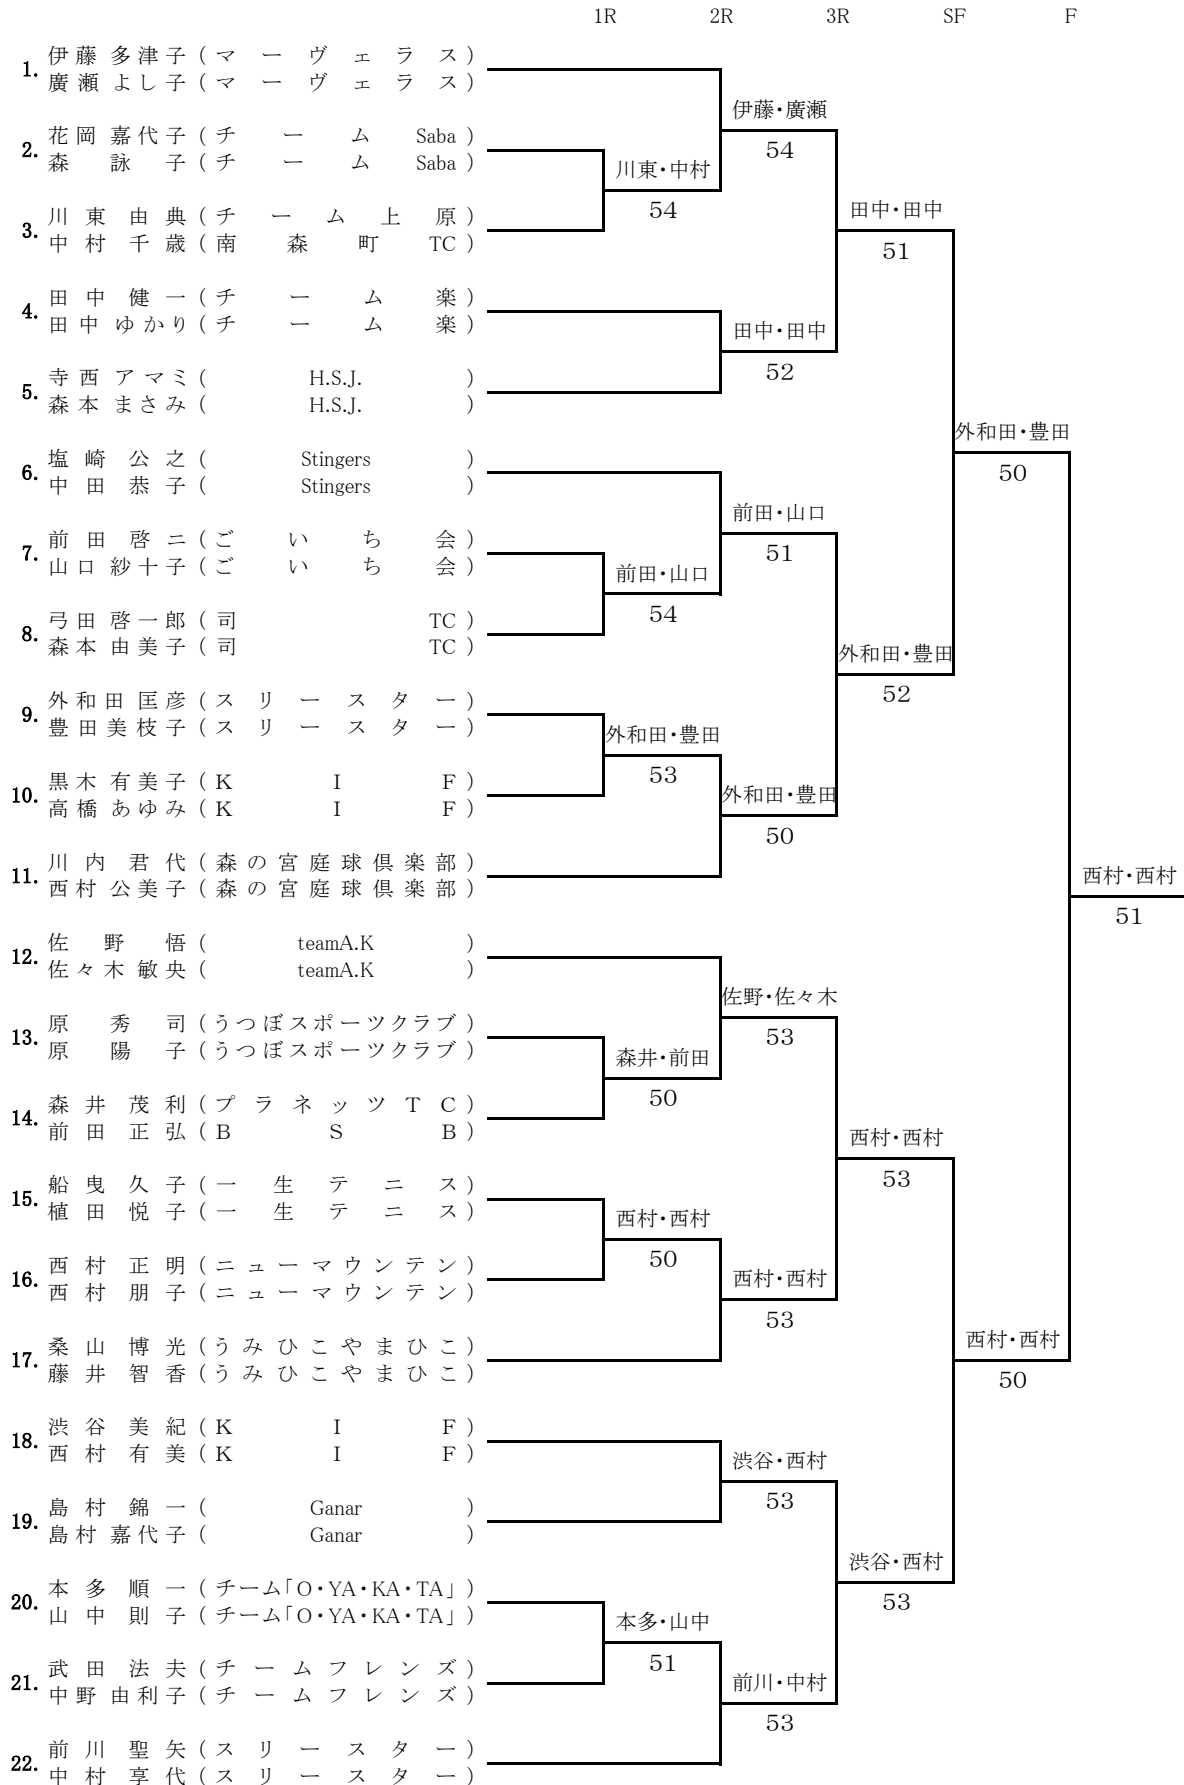 1R 2R 3R SF F
1.
伊藤 多津子 ( マーヴェラス )
廣瀬 よし子 ( マーヴェラス )
伊藤・廣瀬
54
2.
花岡 嘉代子 ( チーム Saba )
森 詠子 ( チーム Saba )
川東・中村
54
3.
川東 由典 ( チーム上原 )
中村 千歳 ( 南森町 TC )
田中・田中
51
4.
田中 健一 ( チーム楽 )
田中 ゆかり ( チーム楽 )
田中・田中
52
5.
寺西 アマミ ( H.S.J. )
森本 まさみ ( H.S.J. )
外和田・豊田
50
6.
塩崎 公之 ( Stingers )
中田 恭子 ( Stingers )
前田・山口
51
7.
前田 啓ニ ( ごいち会 )
山口 紗十子 ( ごいち会 )
前田・山口
54
8.
弓田 啓一郎 ( 司 TC )
森本 由美子 ( 司 TC )
外和田・豊田
52
9.
外和田 匡彦 ( スリースター )
豊田 美枝子 ( スリースター )
外和田・豊田
53
10.
黒木 有美子 ( K I F )
高橋 あゆみ ( K I F )
外和田・豊田
50
11.
川内 君代 ( 森の宮庭球倶楽部 )
西村 公美子 ( 森の宮庭球倶楽部 )
西村・西村
51
12.
佐野 悟 ( teamA.K )
佐々木 敏央 ( teamA.K )
佐野・佐々木
53
13.
原 秀司 ( うつぼスポーツクラブ )
原 陽子 ( うつぼスポーツクラブ )
森井・前田
50
14.
森井 茂利 ( プラネッツ T C )
前田 正弘 ( B S B )
西村・西村
53
15.
船曳 久子 ( 一生テニス )
植田 悦子 ( 一生テニス )
西村・西村
50
16.
西村 正明 ( ニューマウンテン )
西村 朋子 ( ニューマウンテン )
西村・西村
53
17.
桑山 博光 ( うみひこやまひこ )
藤井 智香 ( うみひこやまひこ )
西村・西村
50
18.
渋谷 美紀 ( K I F )
西村 有美 ( K I F )
渋谷・西村
53
19.
島村 錦一 ( Ganar )
島村 嘉代子 ( Ganar )
渋谷・西村
53
20.
本多 順一 ( チーム「O・YA・KA・TA」 )
山中 則子 ( チーム「O・YA・KA・TA」 )
本多・山中
51
21.
武田 法夫 ( チームフレンズ )
中野 由利子 ( チームフレンズ )
前川・中村
53
22.
前川 聖矢 ( スリースター )
中村 享代 ( スリースター )